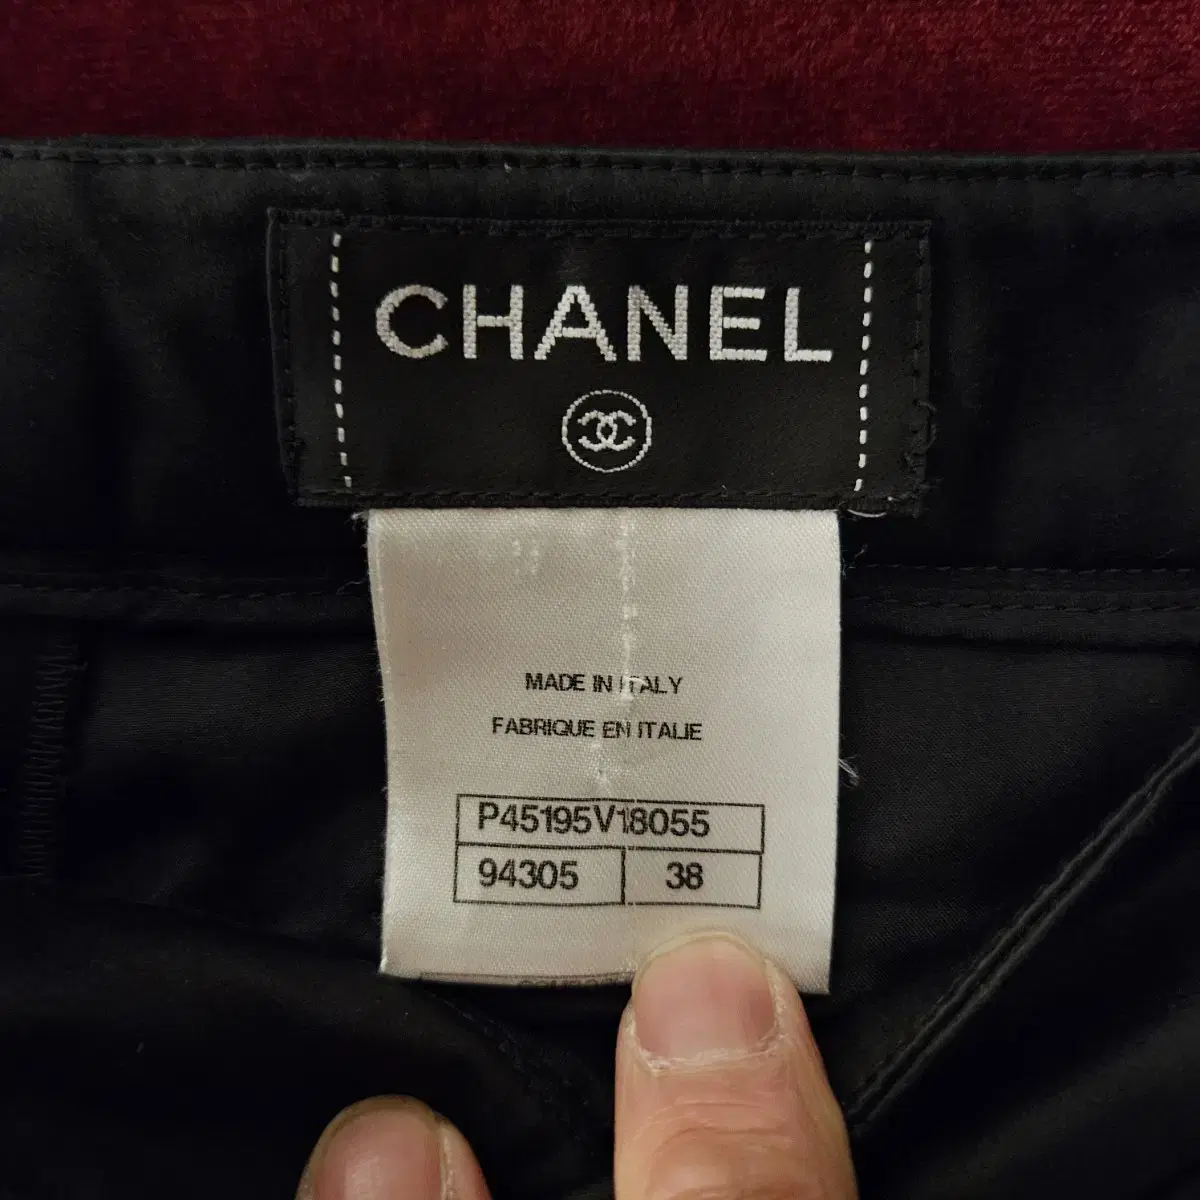 CHANEL
MADE IN ITALY
FABRIQUE EN ITALIE
P45195V18055
94305 38